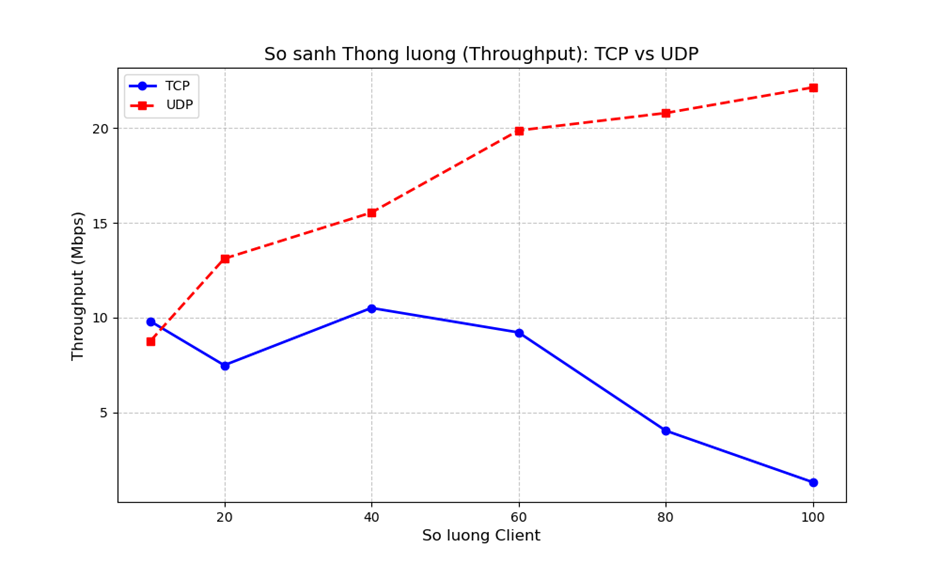 So sanh Thong luong (Throughput): TCP vs UDP
TCP
UDP
Throughput (Mbps)
20
15
10
5
20
40
60
80
100
So luong Client